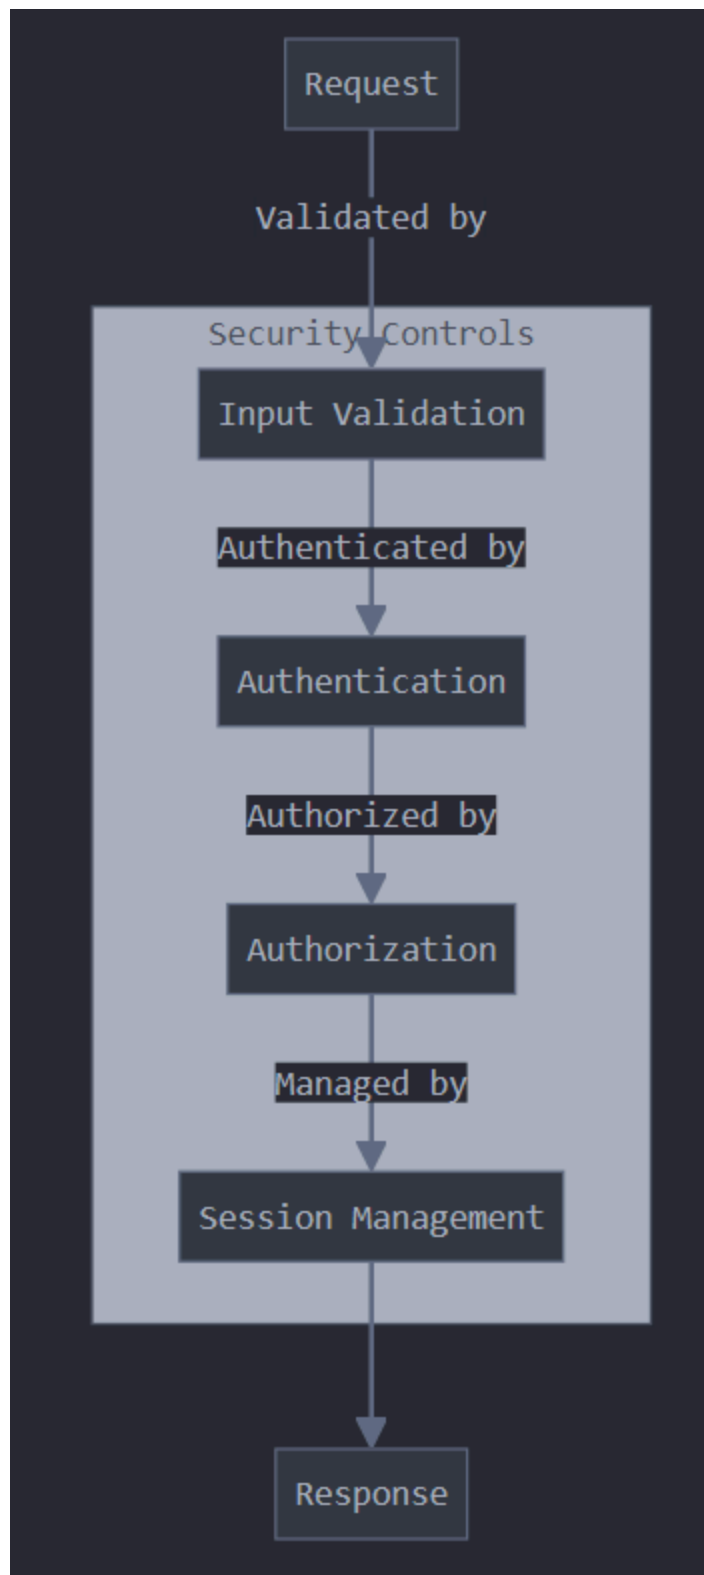 Request
Validated by
Security Controls
Input Validation
Authenticated by
Authentication
Authorized by
Authorization
Managed by
Session Management
Response